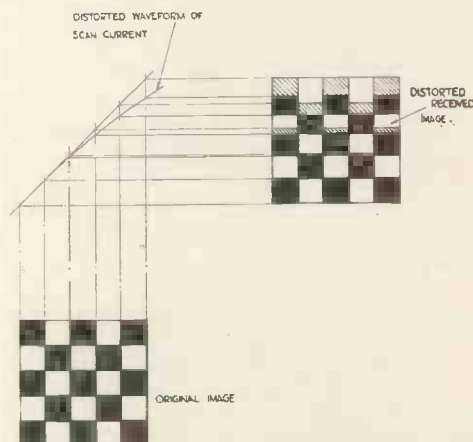 DISTORTED WAVEFORM OF
SCAN CURRENT
DISTORTED
RECEIVED
IMAGE.
ORIGINAL IMAGE